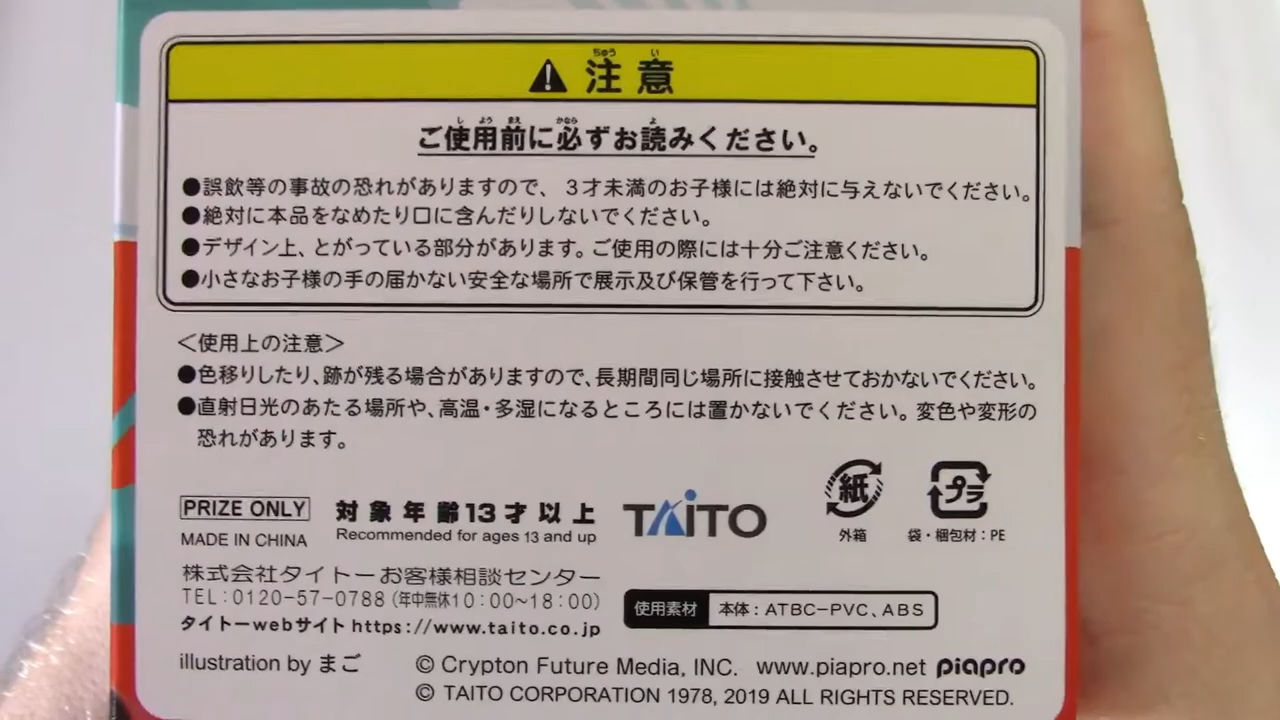 ちゅう い
注意
し よう まえ かなら よ
ご使用前に必ずお読みください。
●誤飲等の事故の恐れがありますので、3才未満のお子様には絶対に与えないでください。
●絶対に本品をなめたり口に含んだりしないでください。
●デザイン上、とがっている部分があります。ご使用の際には十分ご注意ください。
●小さなお子様の手の届かない安全な場所で展示及び保管を行って下さい。
＜使用上の注意＞
●色移りしたり、跡が残る場合がありますので、長期間同じ場所に接触させておかないでください。
●直射日光のあたる場所や、高温・多湿になるところには置かないでください。変色や変形の
恐れがあります。
紙 プラ
外箱 袋・梱包材：PE
PRIZE ONLY 対象年齢13才以上 TAITO
MADE IN CHINA Recommended for ages 13 and up
株式会社タイトーお客様相談センター
TEL：0120-57-0788（年中無休10：00〜18：00）
使用素材 本体：ATBC-PVC、ABS
タイトーwebサイト https://www.taito.co.jp
illustration by まご © Crypton Future Media, INC. www.piapro.net piapro
© TAITO CORPORATION 1978, 2019 ALL RIGHTS RESERVED.